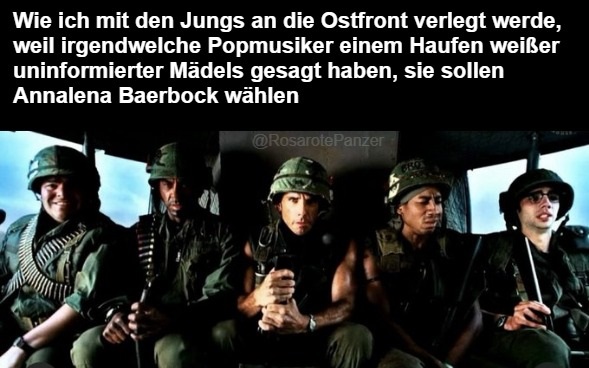 Wie ich mit den Jungs an die Ostfront verlegt werde,
weil irgendwelche Popmusiker einem Haufen weißer
uninformierter Mädels gesagt haben, sie sollen
Annalena Baerbock wählen
@RosarotePanzer